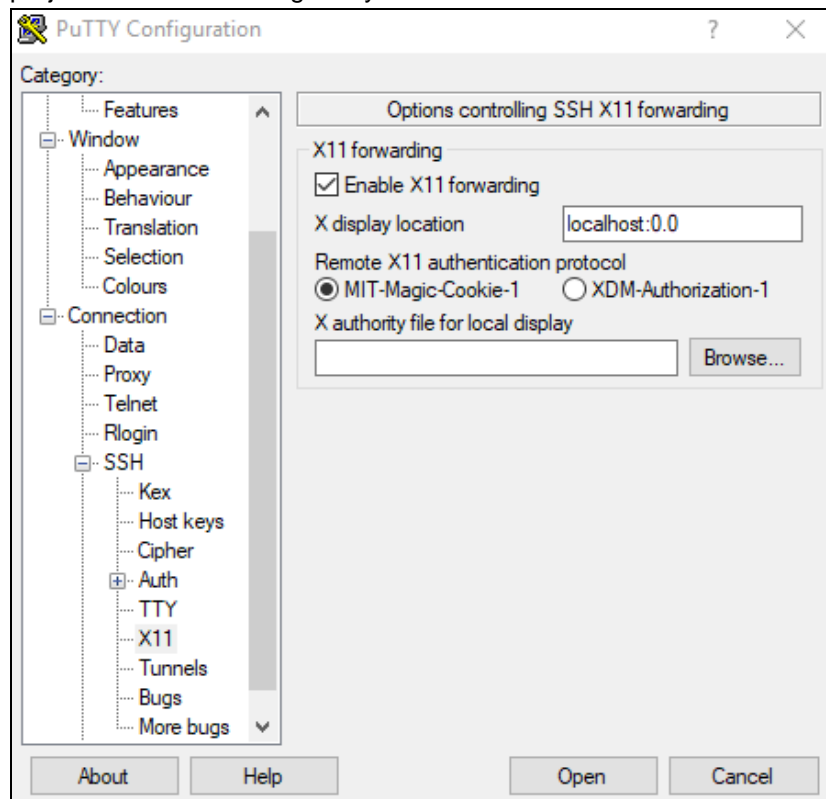 PuTTY Configuration
?
Category:
Features
Window
Appearance
Behaviour
Translation
Selection
Colours
Connection
Data
Proxy
Telnet
Rlogin
SSH
Kex
Host keys
Cipher
Auth
TTY
X11
Tunnels
Bugs
More bugs
Options controlling SSH X11 forwarding
X11 forwarding
Enable X11 forwarding
X display location localhost:0.0
Remote X11 authentication protocol
MIT-Magic-Cookie-1 XDM-Authorization-1
X authority file for local display
Browse...
About Help Open Cancel